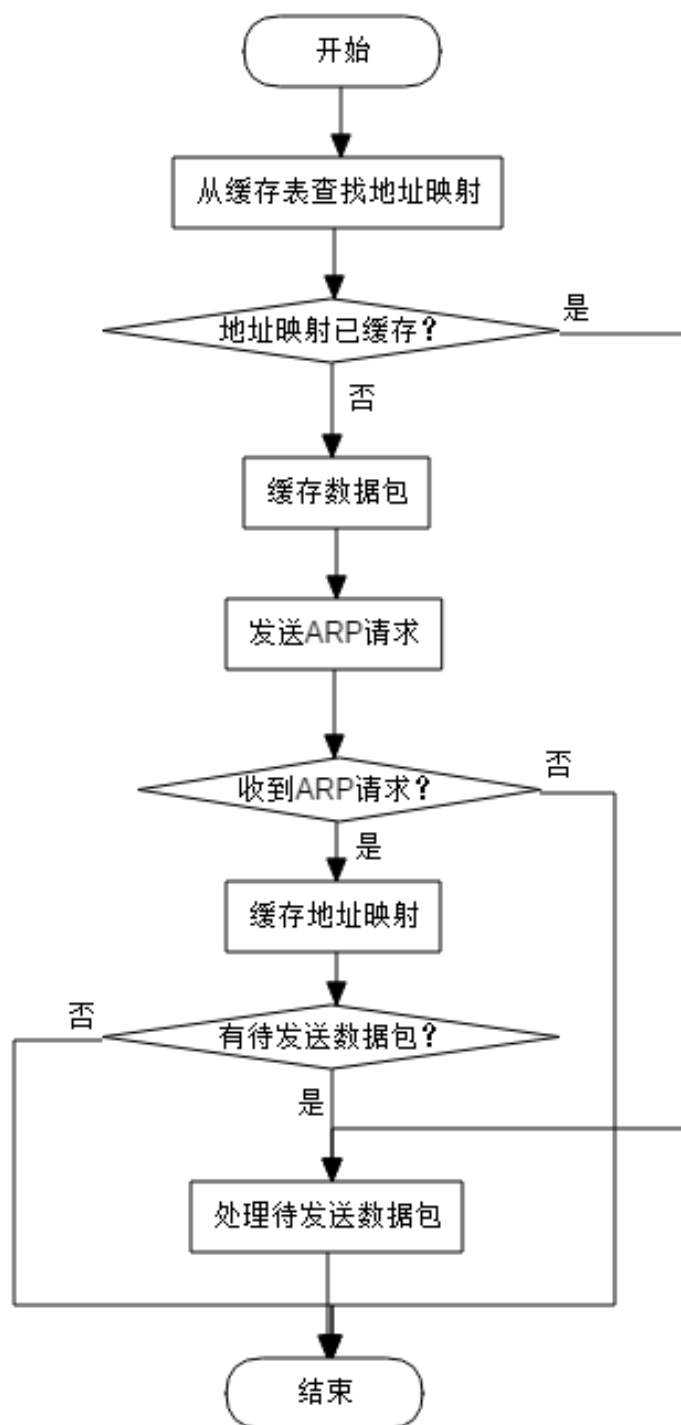 开始
从缓存表查找地址映射
地址映射已缓存？
是
否
缓存数据包
发送ARP请求
收到ARP请求？
否
是
缓存地址映射
否
有待发送数据包？
是
处理待发送数据包
结束